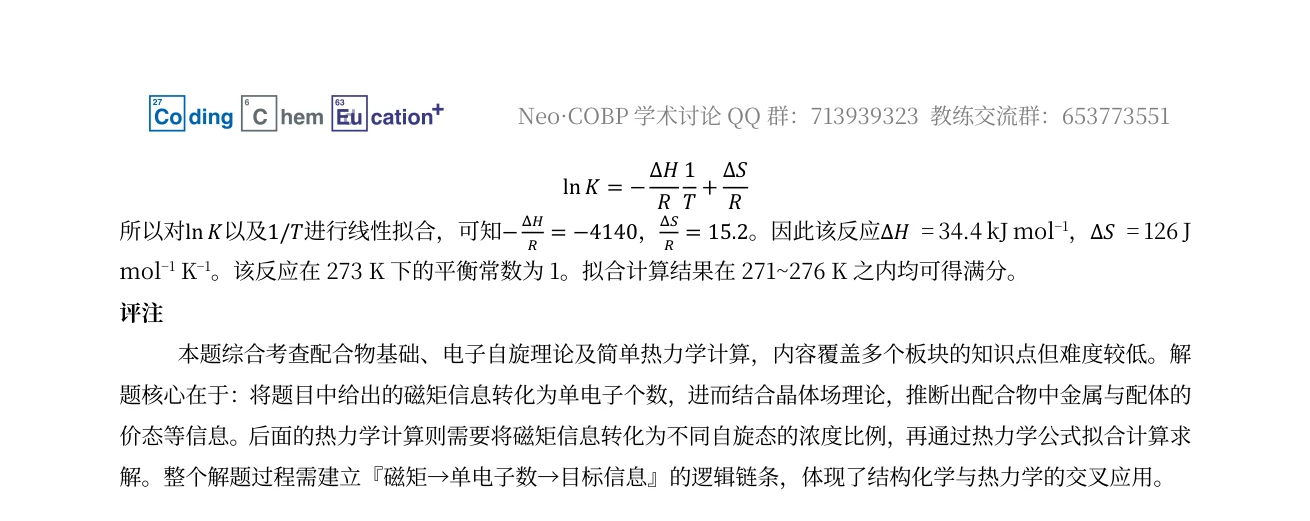 27 Coding 6 Chem 63 Eucation+ Neo·COBP 学术讨论 QQ 群：713939323 教练交流群：653773551
ln K = −ΔH/R 1/T + ΔS/R
所以对ln K以及1/T进行线性拟合，可知−ΔH/R = −4140，ΔS/R = 15.2。因此该反应ΔH = 34.4 kJ mol⁻¹，ΔS = 126 J
mol⁻¹ K⁻¹。该反应在 273 K 下的平衡常数为 1。拟合计算结果在 271~276 K 之内均可得满分。
评注
本题综合考查配合物基础、电子自旋理论及简单热力学计算，内容覆盖多个板块的知识点但难度较低。解
题核心在于：将题目中给出的磁矩信息转化为单电子个数，进而结合晶体场理论，推断出配合物中金属与配体的
价态等信息。后面的热力学计算则需要将磁矩信息转化为不同自旋态的浓度比例，再通过热力学公式拟合计算求
解。整个解题过程需建立『磁矩→单电子数→目标信息』的逻辑链条，体现了结构化学与热力学的交叉应用。